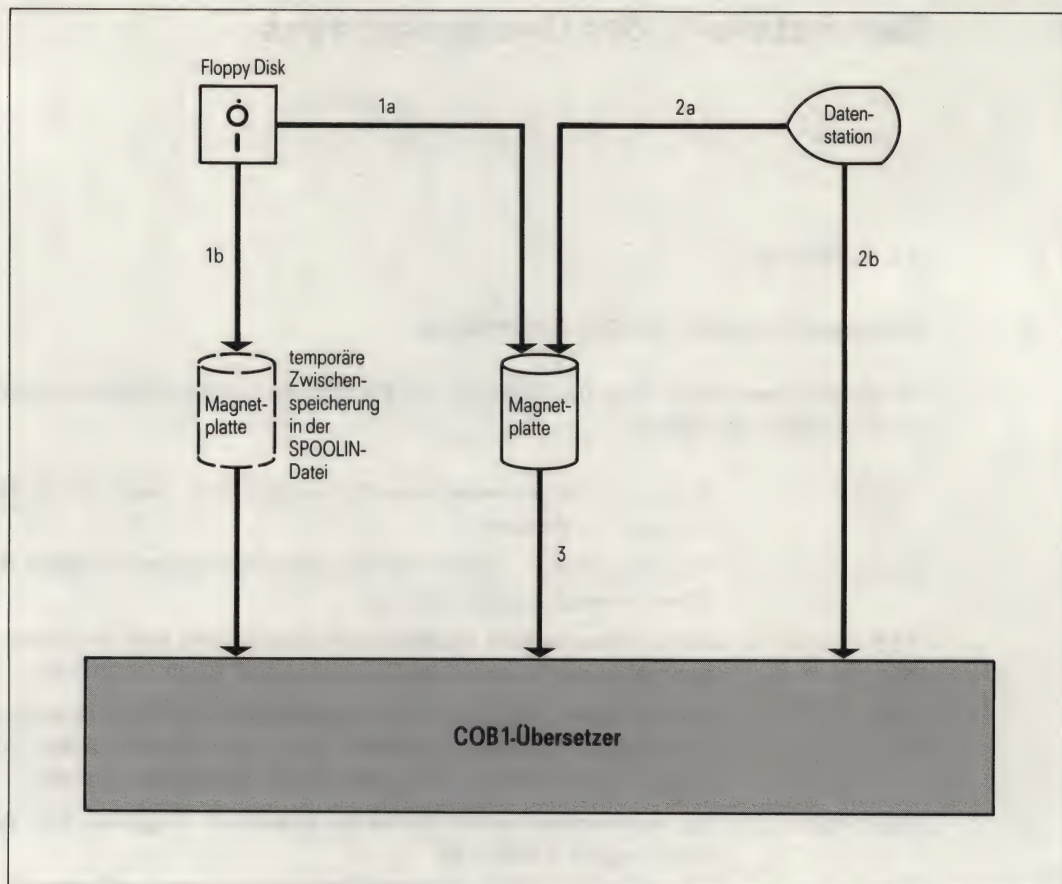 Floppy Disk
1a
2a
Daten-
station
1b
2b
Magnet-
platte
temporäre
Zwischen-
speicherung
in der
SPOOLIN-
Datei
Magnet-
platte
3
COB1-Übersetzer